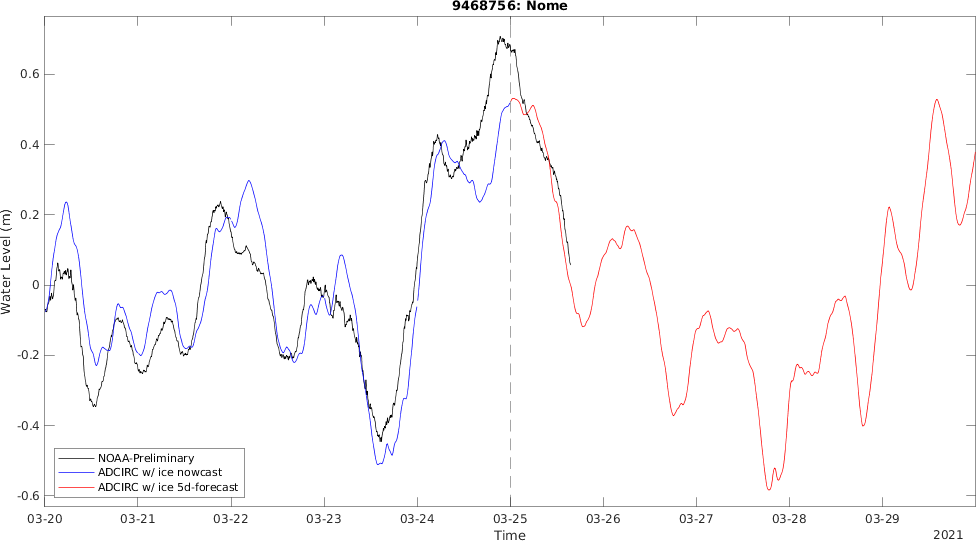 9468756: Nome
Water Level (m)
0.6
0.4
0.2
0
-0.2
-0.4
-0.6
NOAA-Preliminary
ADCIRC w/ ice nowcast
ADCIRC w/ ice 5d-forecast
03-20 03-21 03-22 03-23 03-24 03-25 03-26 03-27 03-28 03-29
Time
2021